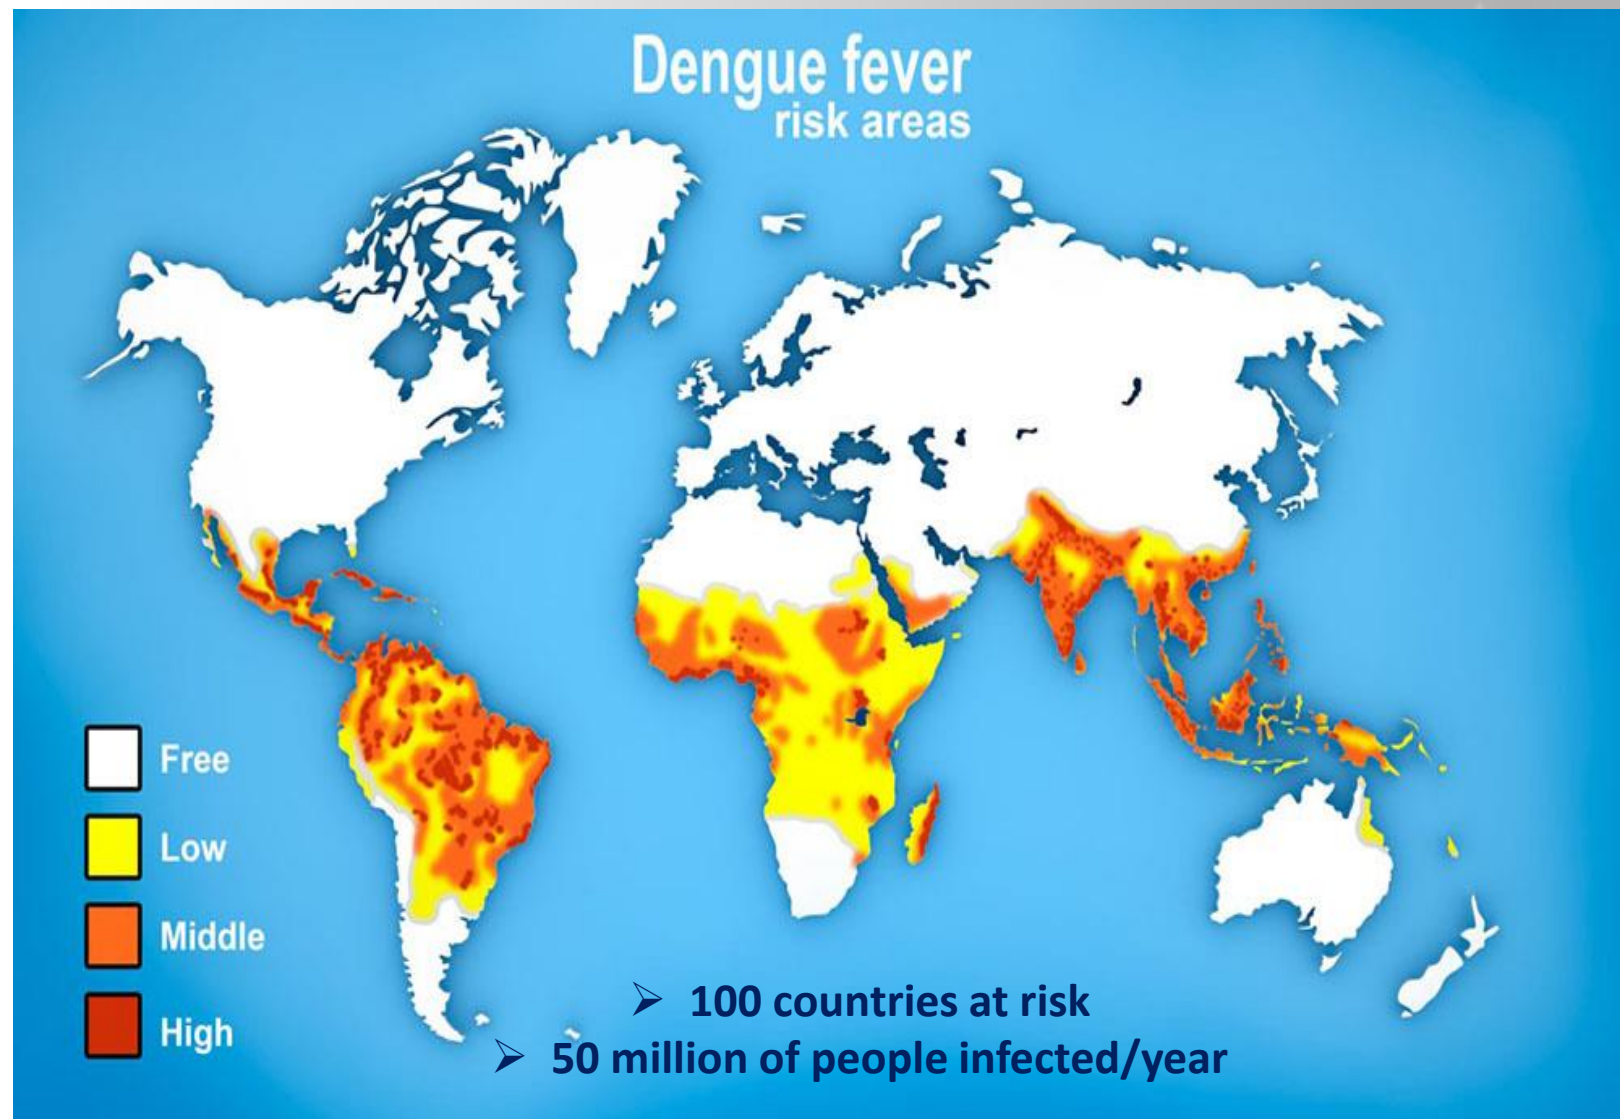 Dengue fever
risk areas
Free
Low
Middle
High
➢ 100 countries at risk
➢ 50 million of people infected/year